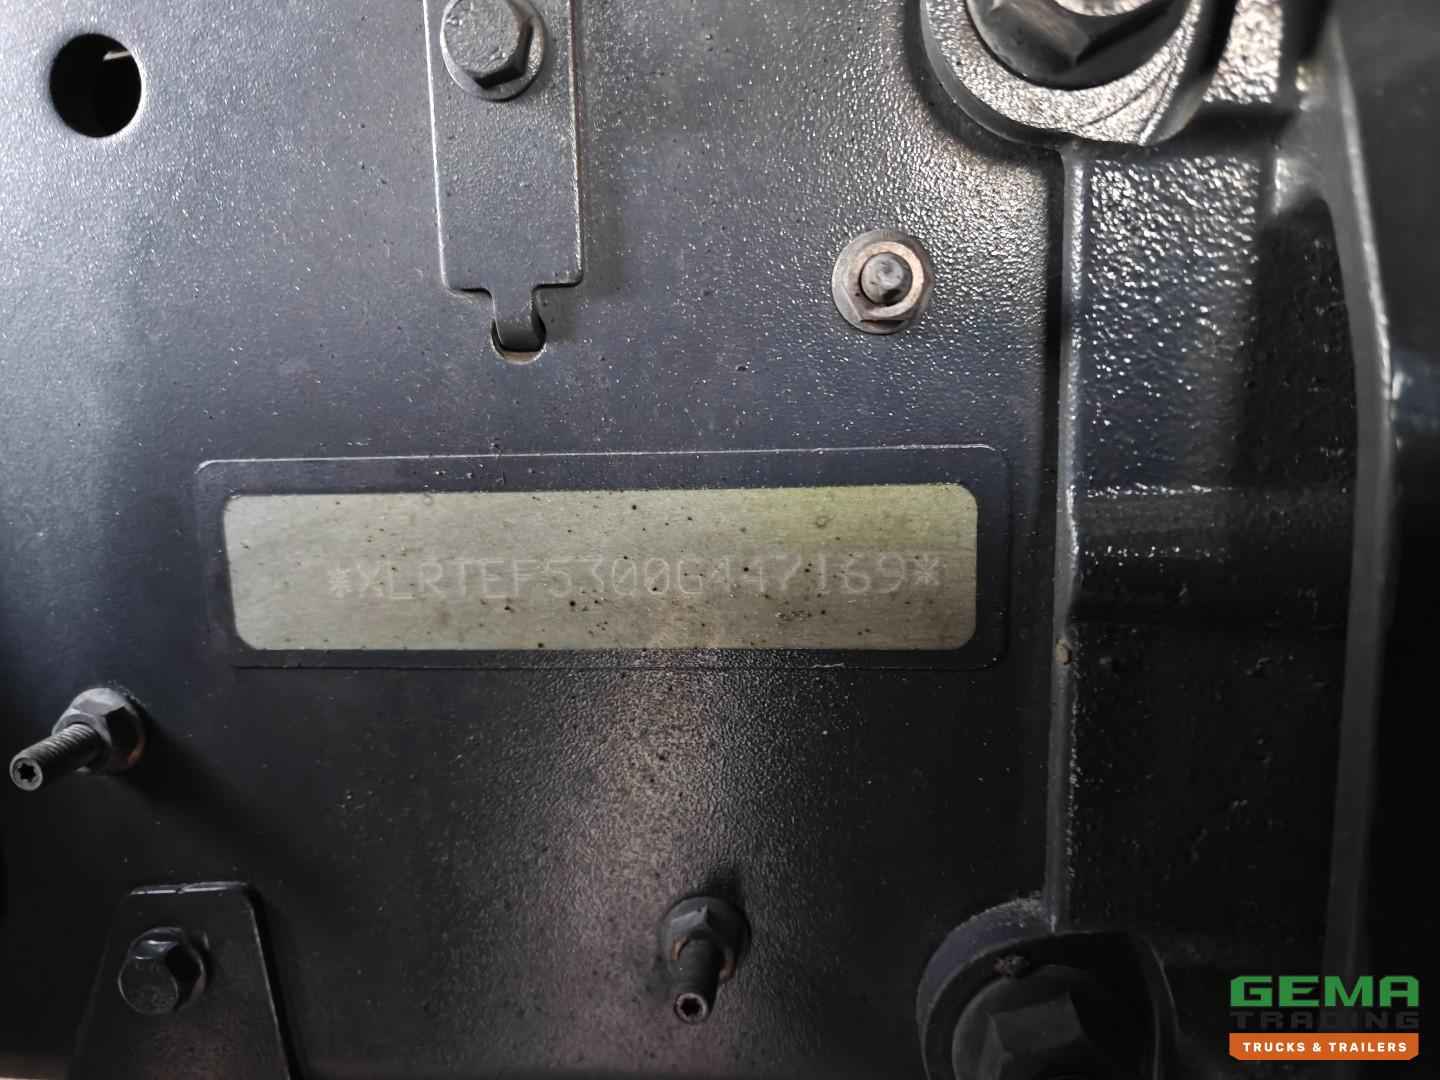 *XLRTEF5300G447169*
GEMA
TRADING
TRUCKS & TRAILERS